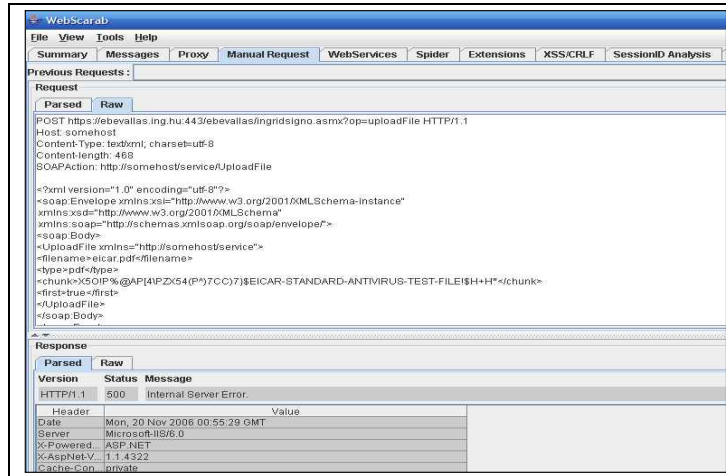 WebScarab
File View Tools Help
Summary Messages Proxy Manual Request WebServices Spider Extensions XSS/CRLF SessionID Analysis
Previous Requests :
Request
Parsed Raw
POST https://ebevallas.ing.hu:443/ebevallas/ingridsigno.asmx?op=uploadFile HTTP/1.1
Host: somehost
Content-Type: text/xml; charset=utf-8
Content-length: 468
SOAPAction: http://somehost/service/UploadFile
<?xml version="1.0" encoding="utf-8"?>
<soap:Envelope xmlns:xsi="http://www.w3.org/2001/XMLSchema-instance"
xmlns:xsd="http://www.w3.org/2001/XMLSchema"
xmlns:soap="http://schemas.xmlsoap.org/soap/envelope/">
<soap:Body>
<UploadFile xmlns="http://somehost/service">
<filename>eicar.pdf</filename>
<type>pdf</type>
<chunk>X5O!P%@AP[4\PZX54(P^)7CC)7}$EICAR-STANDARD-ANTIVIRUS-TEST-FILE!$H+H*</chunk>
<first>true</first>
</UploadFile>
</soap:Body>
Response
Parsed Raw
Version Status Message
HTTP/1.1 500 Internal Server Error.
Header Value
Date Mon, 20 Nov 2006 00:55:29 GMT
Server Microsoft-IIS/6.0
X-Powered... ASP.NET
X-AspNet-V... 1.1.4322
Cache-Con... private